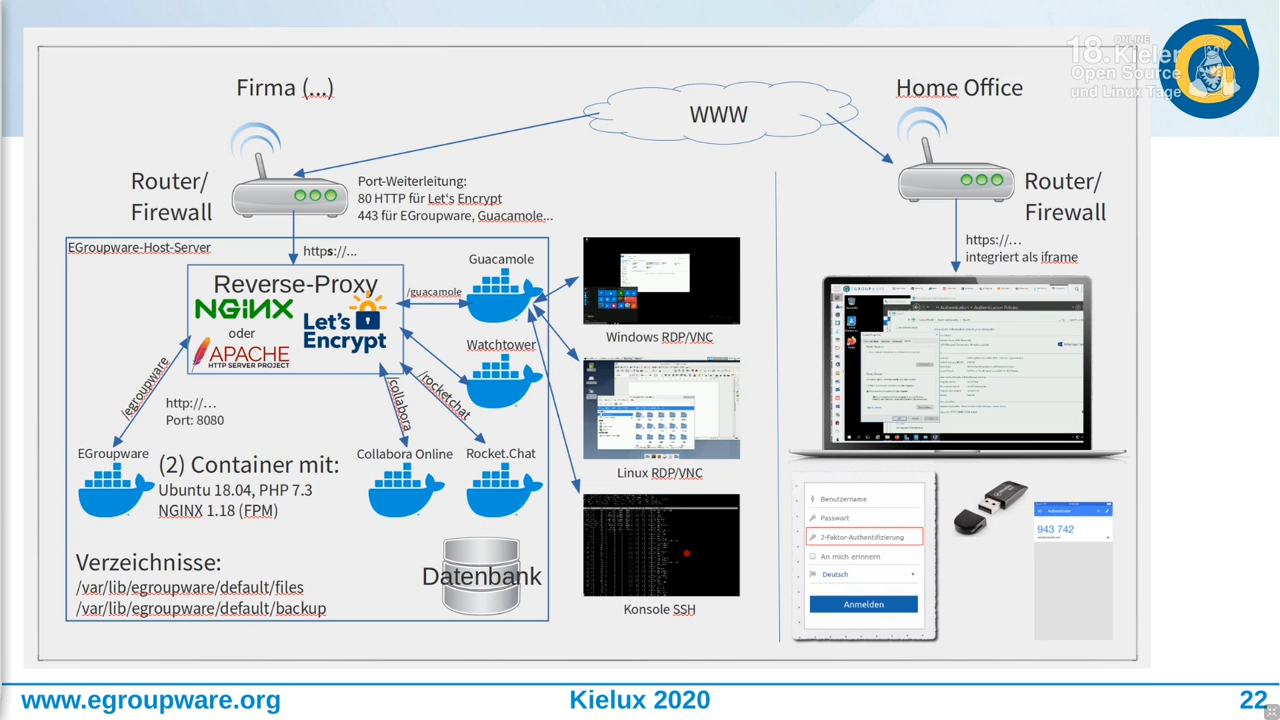 ONLINE
18. Kieler
Open Source
und Linux Tage
Firma (...)
WWW
Home Office
Router/
Firewall
Port-Weiterleitung:
80 HTTP für Let's Encrypt
443 für EGroupware, Guacamole...
Router/
Firewall
https://...
integriert als iframe
EGroupware-Host-Server
https://...
Reverse-Proxy
NGINX
oder
APACHE
HTTP SERVER PROJECT
Let's
Encrypt
Guacamole
/guacamole
Watchtower
/egroupware
/collabora
/rocket.chat
http://...
Port: 8080
Windows RDP/VNC
Linux RDP/VNC
Konsole SSH
EGroupware
(2) Container mit:
Ubuntu 18.04, PHP 7.3
NGINX 1.18 (FPM)
Collabora Online
Rocket.Chat
Verzeichnisse:
/var/lib/egroupware/default/files
/var/lib/egroupware/default/backup
Datenbank
Benutzername
Passwort
2-Faktor-Authentifizierung
An mich erinnern
Deutsch
Anmelden
Authenticator
943 742
www.egroupware.org
Kielux 2020
22